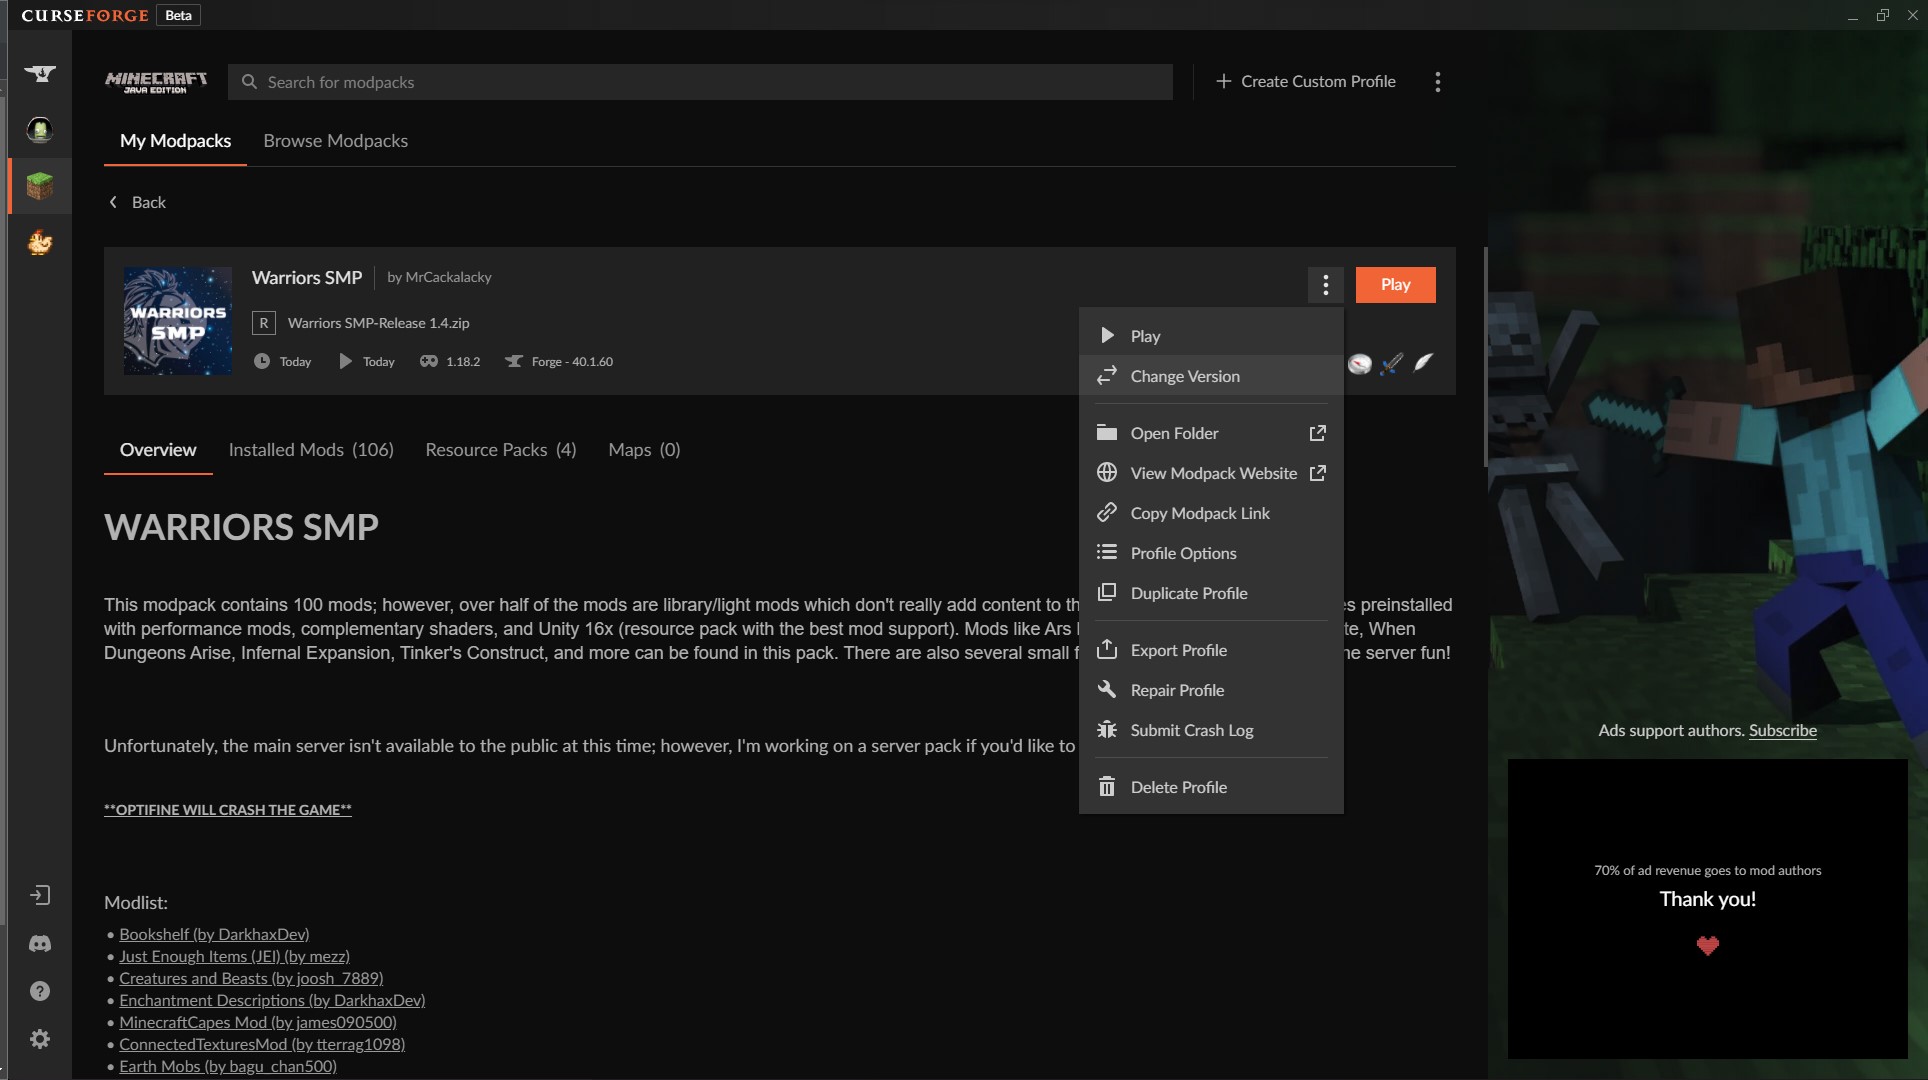 CURSEFORGE Beta
MINECRAFT
JAVA EDITION
Search for modpacks
Create Custom Profile
My Modpacks
Browse Modpacks
Back
Warriors SMP
by MrCackalacky
Play
WARRIORS
SMP
R
Warriors SMP-Release 1.4.zip
Today
Today
1.18.2
Forge - 40.1.60
Play
Change Version
Open Folder
View Modpack Website
Copy Modpack Link
Profile Options
Duplicate Profile
Export Profile
Repair Profile
Submit Crash Log
Delete Profile
Overview
Installed Mods (106)
Resource Packs (4)
Maps (0)
WARRIORS SMP
This modpack contains 100 mods; however, over half of the mods are library/light mods which don't really add content to th s preinstalled
with performance mods, complementary shaders, and Unity 16x (resource pack with the best mod support). Mods like Ars te, When
Dungeons Arise, Infernal Expansion, Tinker's Construct, and more can be found in this pack. There are also several small f ne server fun!
Unfortunately, the main server isn't available to the public at this time; however, I'm working on a server pack if you'd like to
**OPTIFINE WILL CRASH THE GAME**
Modlist:
• Bookshelf (by DarkhaxDev)
• Just Enough Items (JEI) (by mezz)
• Creatures and Beasts (by joosh_7889)
• Enchantment Descriptions (by DarkhaxDev)
• MinecraftCapes Mod (by james090500)
• ConnectedTexturesMod (by tterrag1098)
• Earth Mobs (by bagu_chan500)
Ads support authors. Subscribe
70% of ad revenue goes to mod authors
Thank you!